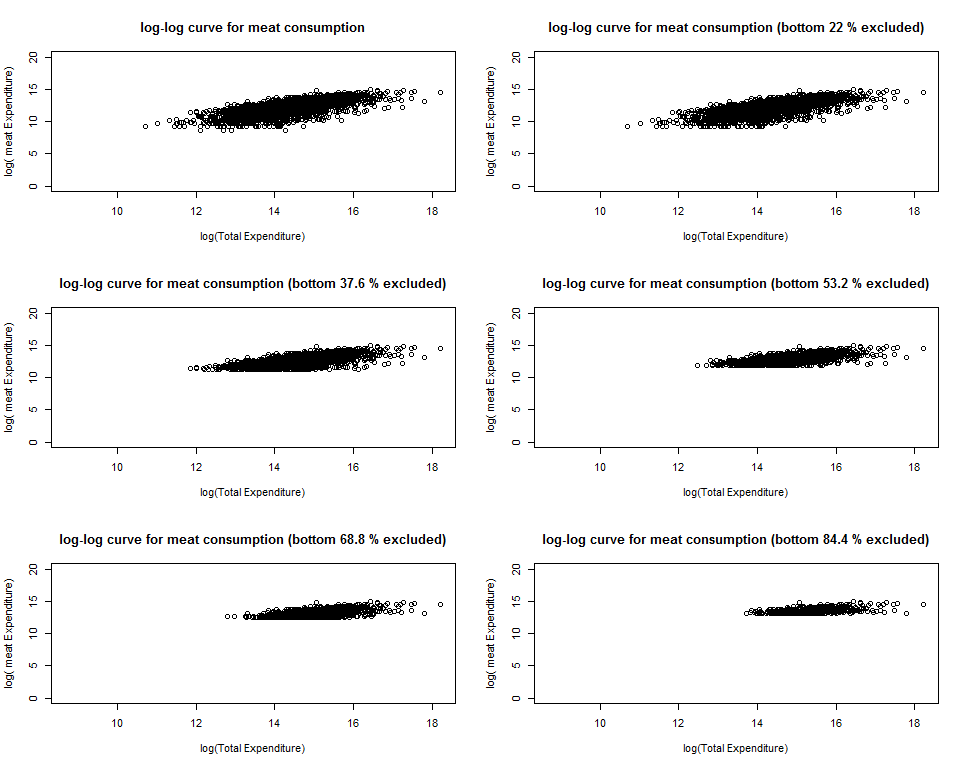 log-log curve for meat consumption
log( meat Expenditure)
20
15
10
5
0
10 12 14 16 18
log(Total Expenditure)
log-log curve for meat consumption (bottom 22 % excluded)
log( meat Expenditure)
20
15
10
5
0
10 12 14 16 18
log(Total Expenditure)
log-log curve for meat consumption (bottom 37.6 % excluded)
log( meat Expenditure)
20
15
10
5
0
10 12 14 16 18
log(Total Expenditure)
log-log curve for meat consumption (bottom 53.2 % excluded)
log( meat Expenditure)
20
15
10
5
0
10 12 14 16 18
log(Total Expenditure)
log-log curve for meat consumption (bottom 68.8 % excluded)
log( meat Expenditure)
20
15
10
5
0
10 12 14 16 18
log(Total Expenditure)
log-log curve for meat consumption (bottom 84.4 % excluded)
log( meat Expenditure)
20
15
10
5
0
10 12 14 16 18
log(Total Expenditure)